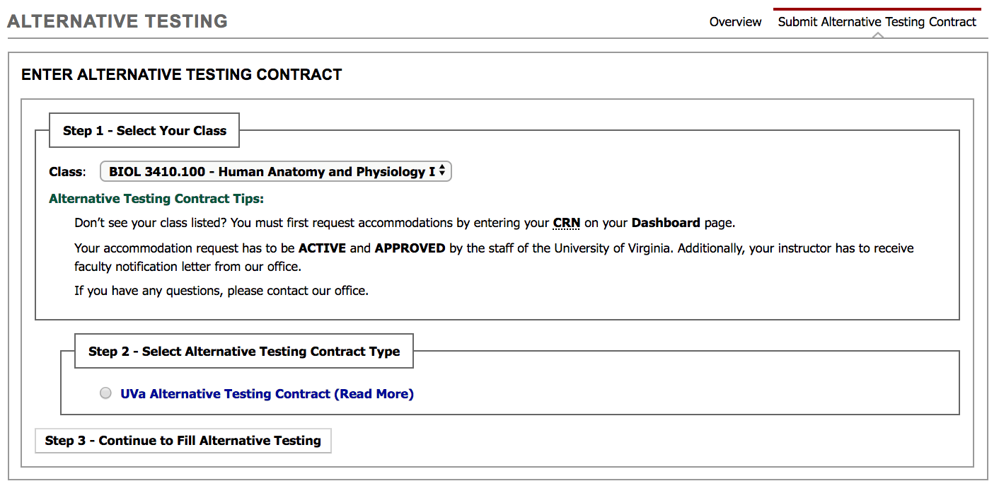 ALTERNATIVE TESTING
Overview
Submit Alternative Testing Contract
ENTER ALTERNATIVE TESTING CONTRACT
Step 1 - Select Your Class
Class: BIOL 3410.100 - Human Anatomy and Physiology I
Alternative Testing Contract Tips:
Don’t see your class listed? You must first request accommodations by entering your CRN on your Dashboard page.
Your accommodation request has to be ACTIVE and APPROVED by the staff of the University of Virginia. Additionally, your instructor has to receive
faculty notification letter from our office.
If you have any questions, please contact our office.
Step 2 - Select Alternative Testing Contract Type
UVa Alternative Testing Contract (Read More)
Step 3 - Continue to Fill Alternative Testing